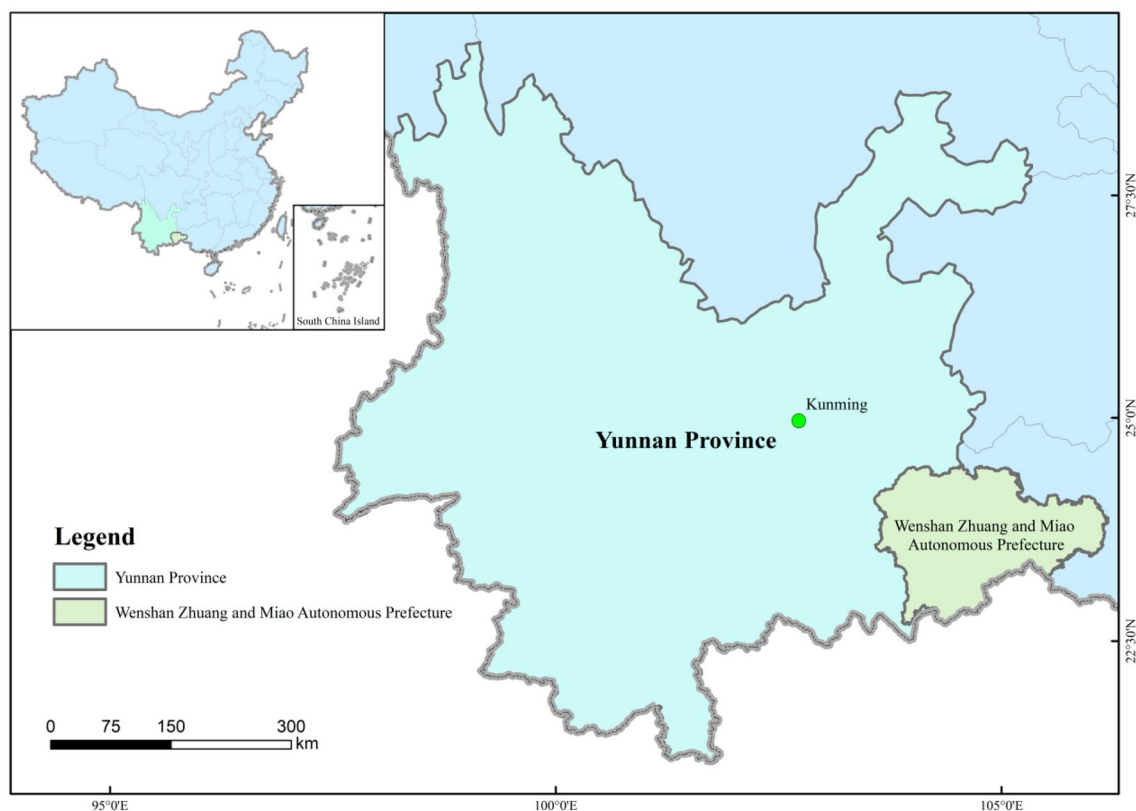 South China Island
Kunming
Yunnan Province
Wenshan Zhuang and Miao
Autonomous Prefecture
Legend
Yunnan Province
Wenshan Zhuang and Miao Autonomous Prefecture
0 75 150 300
km
27°30'N
25°0'N
22°30'N
95°0'E 100°0'E 105°0'E